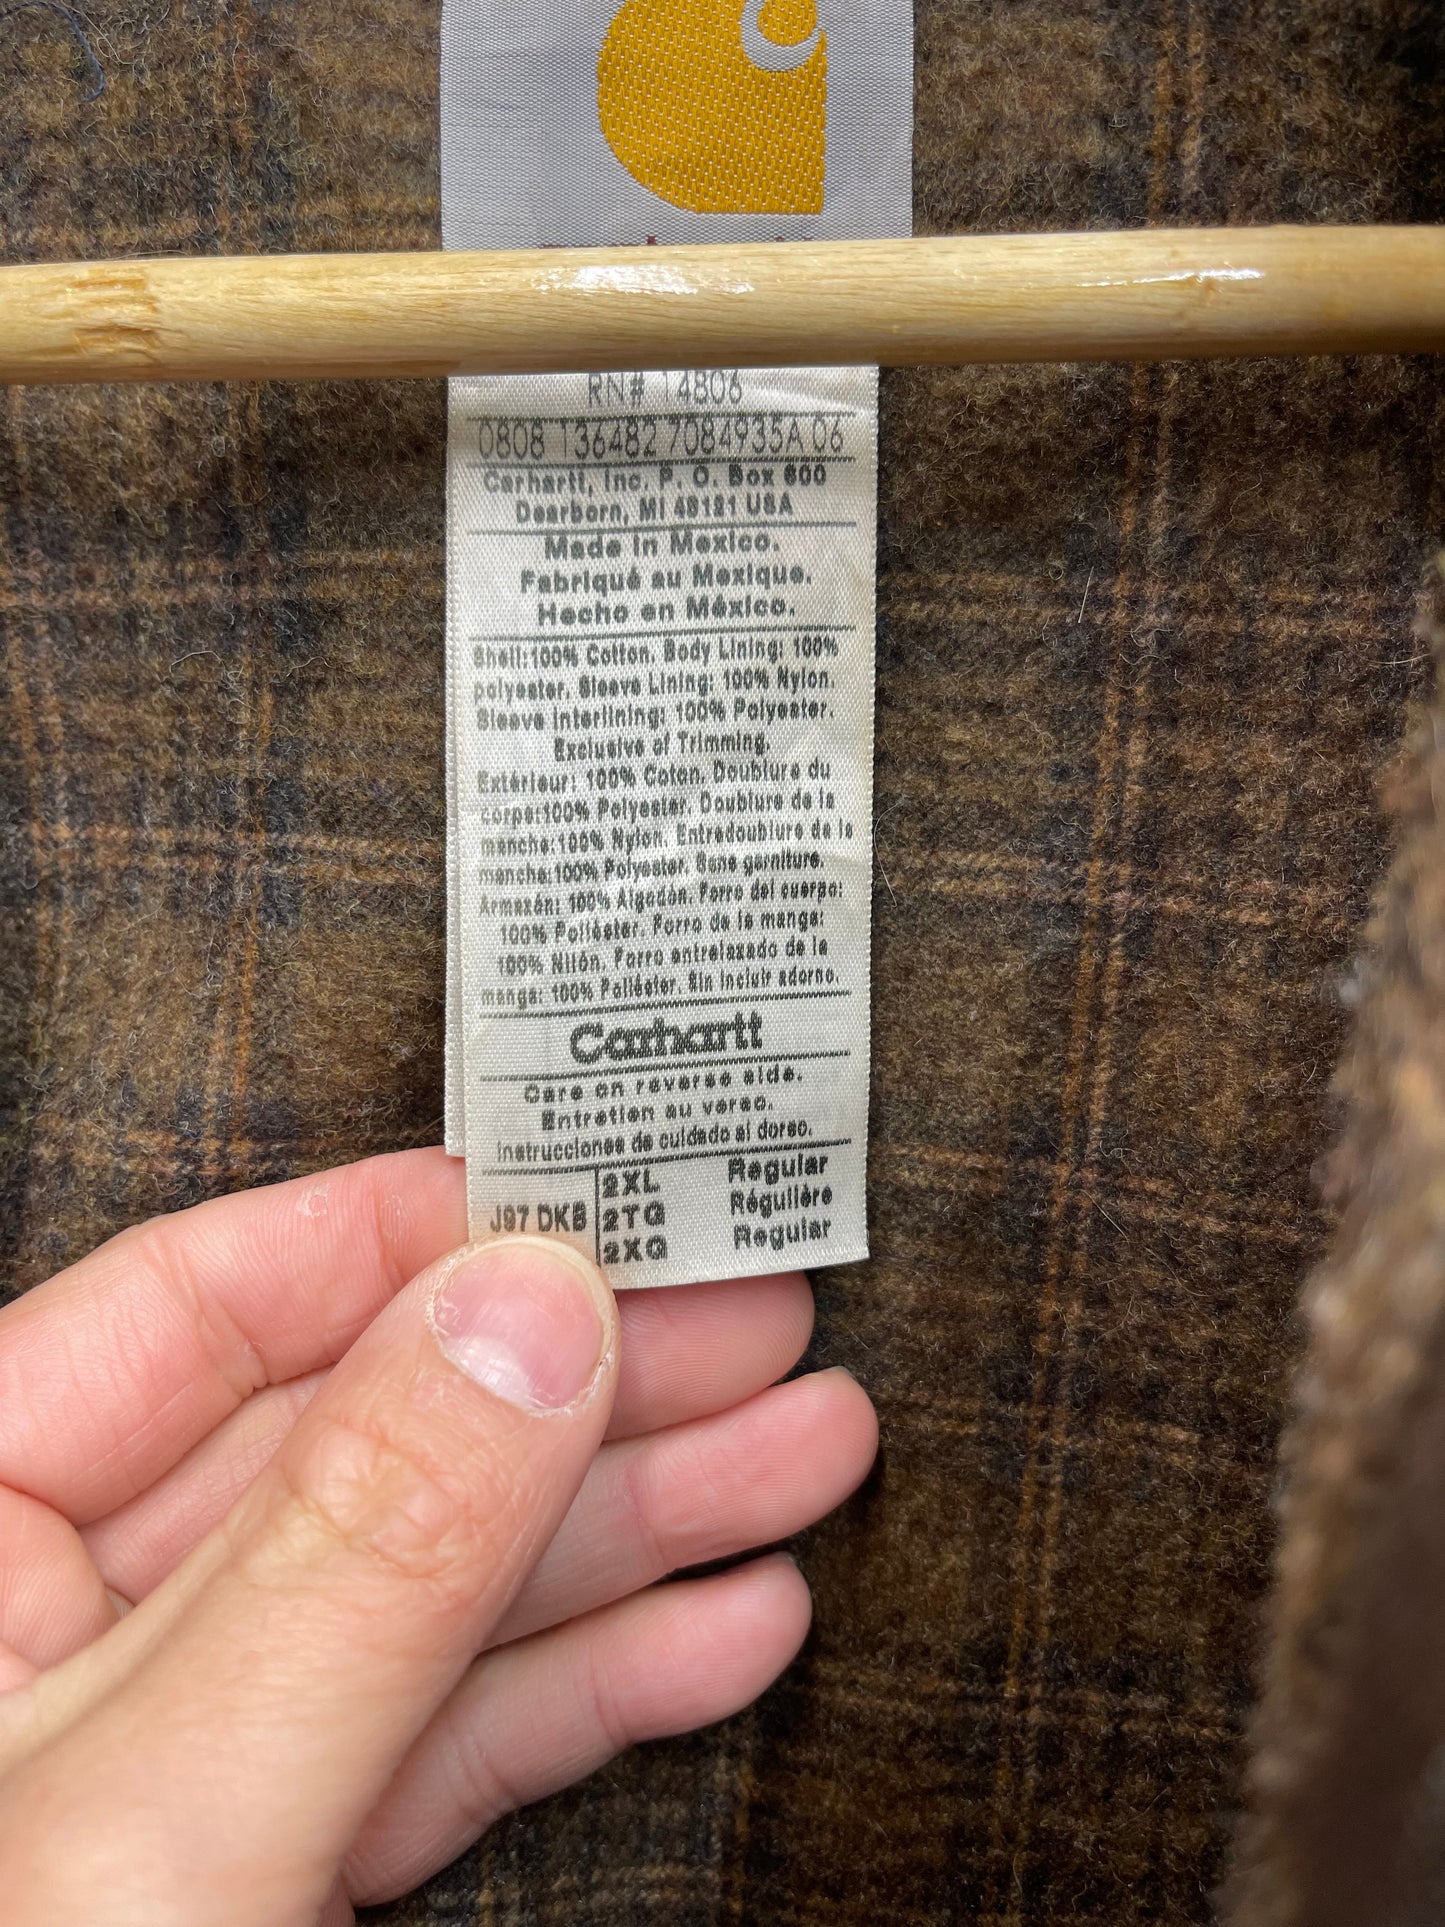 RN# 14806
0808 136482 7084935A 06
Carhartt, Inc. P. O. Box 600
Dearborn, MI 48121 USA
Made in Mexico.
Fabriqué au Mexique.
Hecho en México.
Shell:100% Cotton. Body Lining: 100%
polyester. Sleeve Lining: 100% Nylon.
Sleeve Interlining: 100% Polyester.
Exclusive of Trimming.
Extérieur: 100% Coton. Doublure du
corps:100% Polyester. Doublure de la
manche:100% Nylon. Entredoublure de la
manche:100% Polyester. Sans garniture.
Armazón: 100% Algodón. Forro del cuerpo:
100% Poliéster. Forro de la manga:
100% Nilón. Forro entrelazado de la
manga: 100% Poliéster. Sin incluir adorno.
Carhartt
Care on reverse side.
Entretien au verso.
Instrucciones de cuidado al dorso.
J97 DKB
2XL Regular
2TG Régulière
2XG Regular